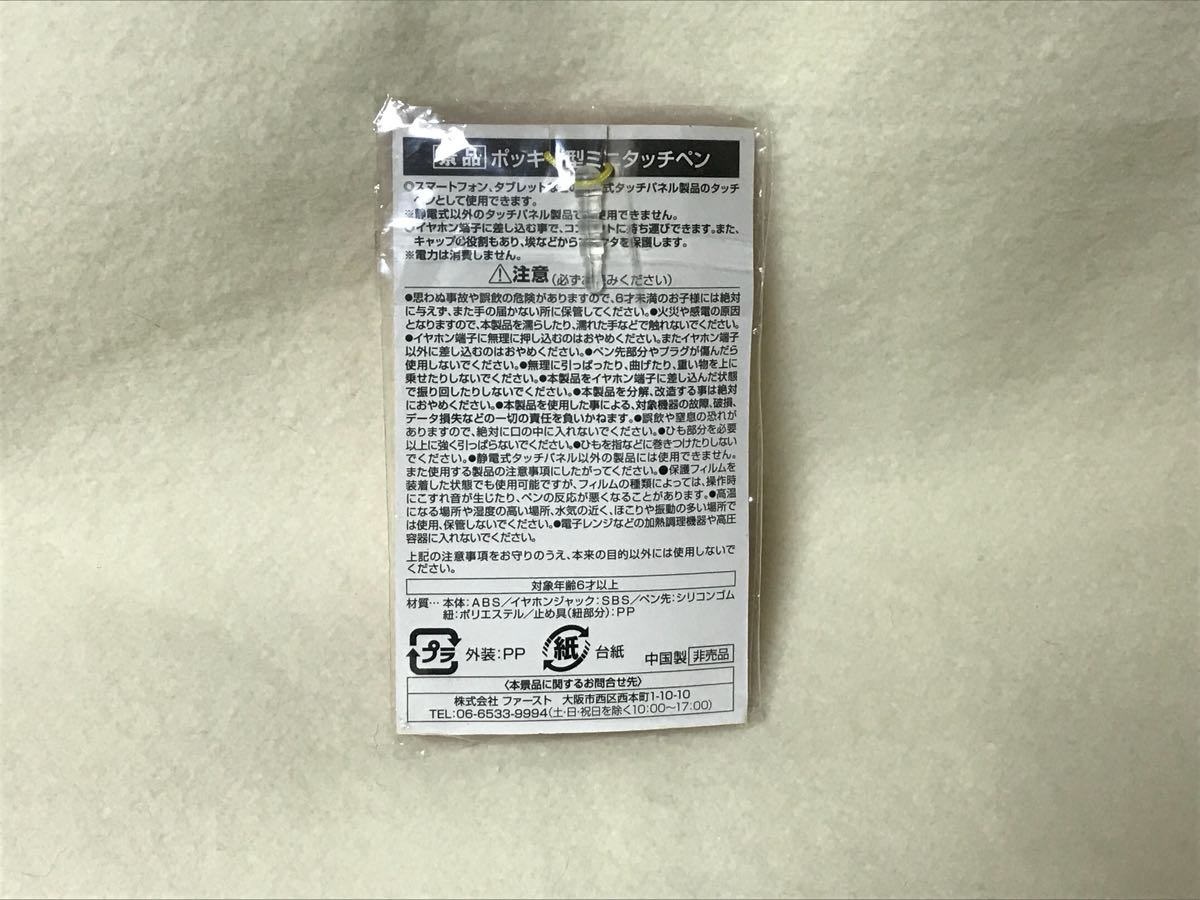 景品 ポッキ 型ミニタッチペン
◎スマートフォン、タブレットな の 式タッチパネル製品のタッチ
ペンとして使用できます。
※静電式以外のタッチパネル製品で 使用できません。
◎イヤホン端子に差し込む事で、コンパクトに持ち運びできます。また、
キャップの役割もあり、埃などから マタを保護します。
※電力は消費しません。
⚠注意(必ずお読みください)
●思わぬ事故や誤飲の危険がありますので、6才未満のお子様には絶対
に与えず、また手の届かない所に保管してください。●火災や感電の原因
となりますので、本製品を濡らしたり、濡れた手などで触れないでください。
●イヤホン端子に無理に押し込むのはおやめください。またイヤホン端子
以外に差し込むのはおやめください。●ペン先部分やプラグが傷んだら
使用しないでください。●無理に引っぱったり、曲げたり、重い物を上に
乗せたりしないでください。●本製品をイヤホン端子に差し込んだ状態
で振り回したりしないでください。●本製品を分解、改造する事は絶対
におやめください。●本製品を使用した事による、対象機器の故障、破損、
データ損失などの一切の責任を負いかねます。●誤飲や窒息の恐れが
ありますので、絶対に口の中に入れないでください。●ひも部分を必要
以上に強く引っぱらないでください。●ひもを指などに巻きつけたりしない
でください。●静電式タッチパネル以外の製品には使用できません。
また使用する製品の注意事項にしたがってください。●保護フィルムを
装着した状態でも使用可能ですが、フィルムの種類によっては、操作時
にこすれ音が生じたり、ペンの反応が悪くなることがあります。●高温
になる場所や湿度の高い場所、水気の近く、ほこりや振動の多い場所で
は使用、保管しないでください。●電子レンジなどの加熱調理機器や高圧
容器に入れないでください。
上記の注意事項をお守りのうえ、本来の目的以外には使用しないで
ください。
対象年齢6才以上
材質…本体:ABS/イヤホンジャック:SBS/ペン先:シリコンゴム
紐:ポリエステル/止め具(紐部分):PP
プラ 外装:PP 紙 台紙 中国製 非売品
〈本景品に関するお問合せ先〉
株式会社 ファースト 大阪市西区西本町1-10-10
TEL:06-6533-9994(土・日・祝日を除く10:00〜17:00)